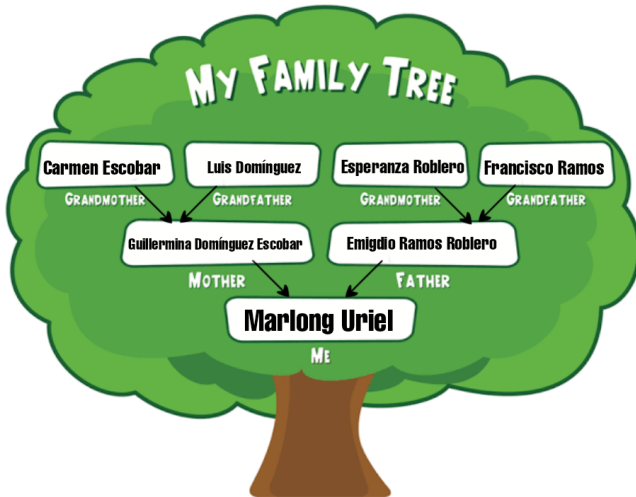 My Family Tree
Carmen Escobar
Luis Domínguez
Esperanza Roblero
Francisco Ramos
Grandmother
Grandfather
Grandmother
Grandfather
Guillermina Domínguez Escobar
Emigdio Ramos Roblero
Mother
Father
Marlong Uriel
Me